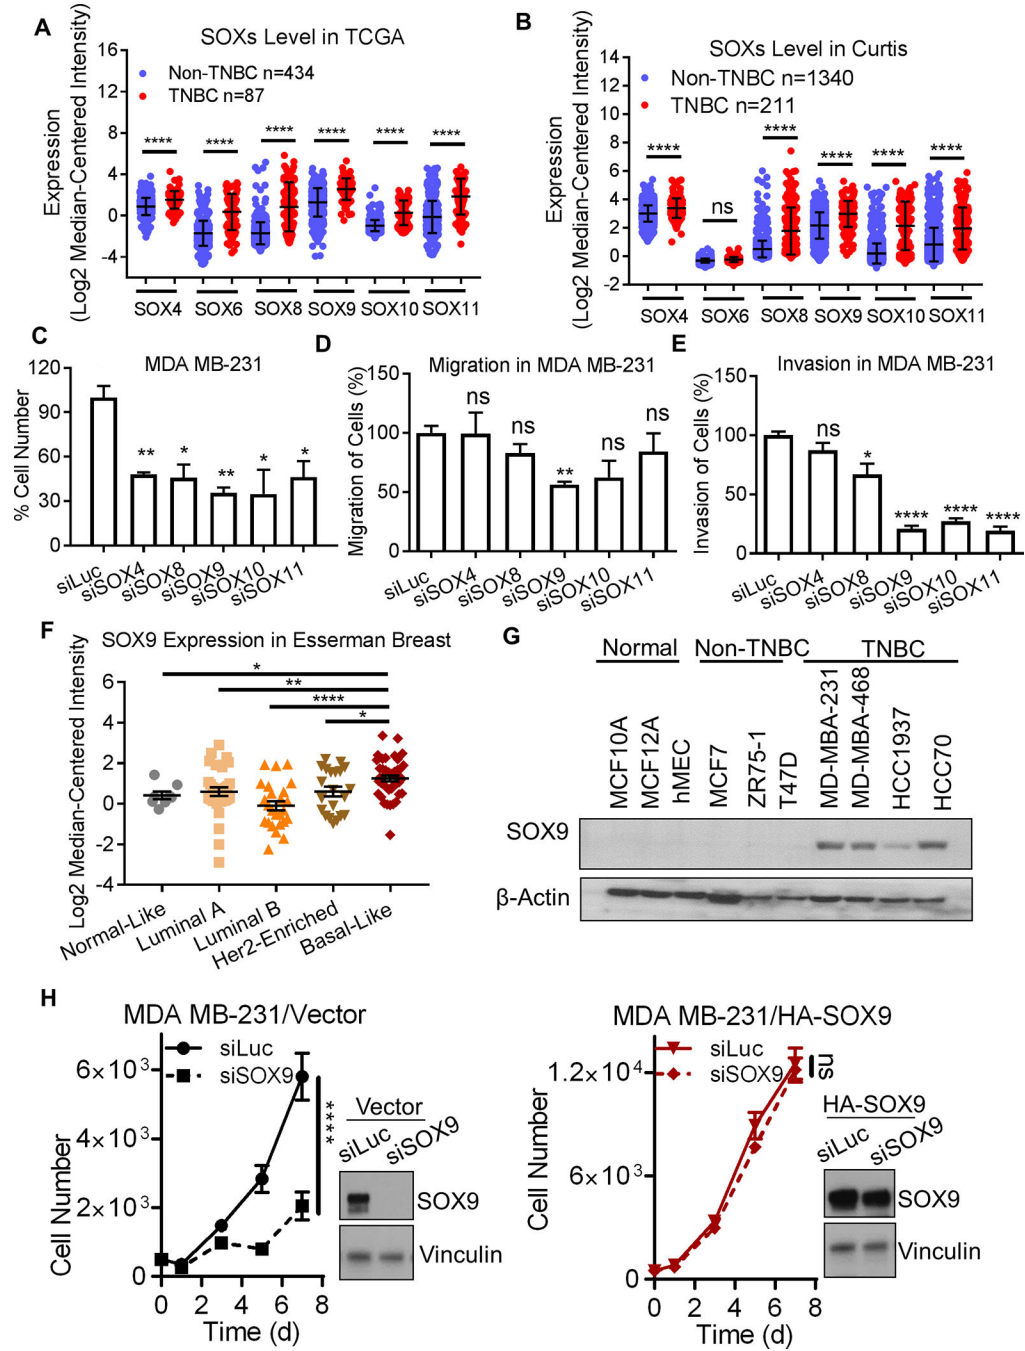 A
SOXs Level in TCGA
Expression
(Log2 Median-Centered Intensity)
16
12
8
4
0
-4
Non-TNBC n=434
TNBC n=87
**** **** **** **** **** ****
SOX4 SOX6 SOX8 SOX9 SOX10 SOX11
B
SOXs Level in Curtis
Expression
(Log2 Median-Centered Intensity)
14
12
10
8
6
4
2
0
-2
Non-TNBC n=1340
TNBC n=211
**** ns **** **** **** ****
SOX4 SOX6 SOX8 SOX9 SOX10 SOX11
C
MDA MB-231
% Cell Number
120
90
60
30
0
** * ** * *
siLuc siSOX4 siSOX8 siSOX9 siSOX10 siSOX11
D
Migration in MDA MB-231
Migration of Cells (%)
150
100
50
0
ns ns ** ns ns
siLuc siSOX4 siSOX8 siSOX9 siSOX10 siSOX11
E
Invasion in MDA MB-231
Invasion of Cells (%)
150
100
50
0
ns * **** **** ****
siLuc siSOX4 siSOX8 siSOX9 siSOX10 siSOX11
F
SOX9 Expression in Esserman Breast
Log2 Median-Centered Intensity
6
4
2
0
-2
-4
*
**
****
*
Normal-Like Luminal A Luminal B Her2-Enriched Basal-Like
G
Normal Non-TNBC TNBC
MCF10A MCF12A hMEC MCF7 ZR75-1 T47D MD-MBA-231 MD-MBA-468 HCC1937 HCC70
SOX9
β-Actin
H
MDA MB-231/Vector
Cell Number
6×10³
4×10³
2×10³
0
siLuc
siSOX9
****
0 2 4 6 8
Time (d)
Vector
siLuc siSOX9
SOX9
Vinculin
MDA MB-231/HA-SOX9
Cell Number
1.2×10⁴
6×10³
0
siLuc
siSOX9
ns
0 2 4 6 8
Time (d)
HA-SOX9
siLuc siSOX9
SOX9
Vinculin